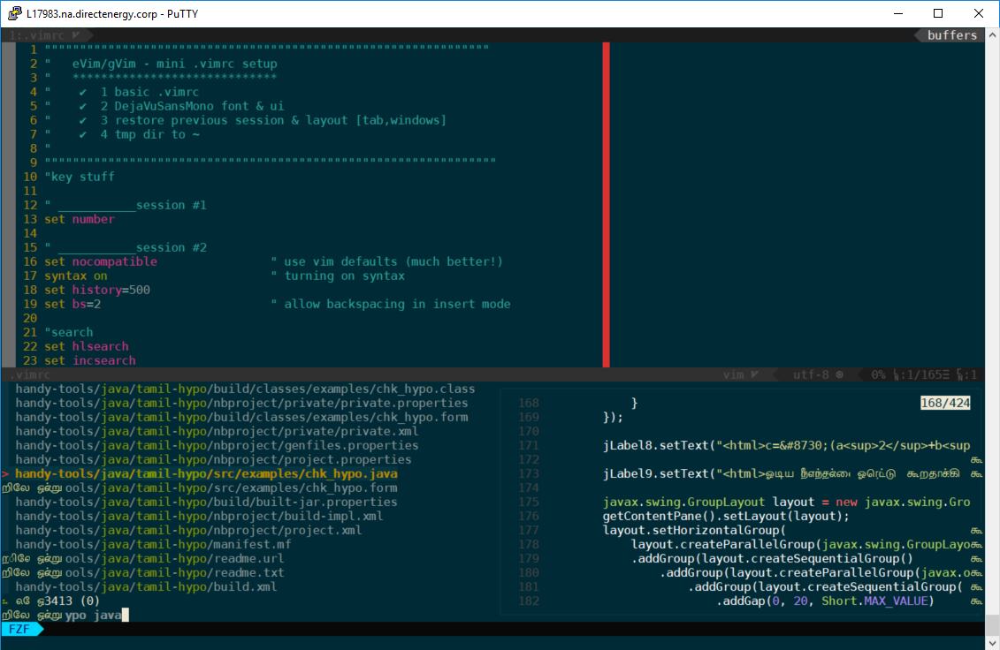 L17983.na.directenergy.corp - PuTTY
1:.vimrc
buffers
1 """""""""""""""""""""""""""""""""""""""""""""""""""""""""""""""
2 "   eVim/gVim - mini .vimrc setup
3 "   *****************************
4 "    ✔  1 basic .vimrc
5 "    ✔  2 DejaVuSansMono font & ui
6 "    ✔  3 restore previous session & layout [tab,windows]
7 "    ✔  4 tmp dir to ~
8 "
9 """"""""""""""""""""""""""""""""""""""""""""""""""""""""""""""""
10 "key stuff
11
12 " ___________session #1
13 set number
14
15 " ___________session #2
16 set nocompatible                " use vim defaults (much better!)
17 syntax on                       " turning on syntax
18 set history=500
19 set bs=2                        " allow backspacing in insert mode
20
21 "search
22 set hlsearch
23 set incsearch
.vimrc
vim
utf-8
0% :1/165☰ :1
handy-tools/java/tamil-hypo/build/classes/examples/chk_hypo.class
handy-tools/java/tamil-hypo/nbproject/private/private.properties
handy-tools/java/tamil-hypo/build/classes/examples/chk_hypo.form
handy-tools/java/tamil-hypo/nbproject/private/private.xml
handy-tools/java/tamil-hypo/nbproject/genfiles.properties
handy-tools/java/tamil-hypo/nbproject/project.properties
> handy-tools/java/tamil-hypo/src/examples/chk_hypo.java
ools/java/tamil-hypo/src/examples/chk_hypo.form
handy-tools/java/tamil-hypo/build/built-jar.properties
handy-tools/java/tamil-hypo/nbproject/build-impl.xml
handy-tools/java/tamil-hypo/nbproject/project.xml
handy-tools/java/tamil-hypo/manifest.mf
ools/java/tamil-hypo/readme.url
ools/java/tamil-hypo/readme.txt
handy-tools/java/tamil-hypo/build.xml
3413 (0)
ypo java
168             }
168/424
169         });
170
171         jLabel8.setText("<html>c=&#8730;(a<sup>2</sup>+b<sup
172
173         jLabel9.setText("<html>
174
175         javax.swing.GroupLayout layout = new javax.swing.Gro
176         getContentPane().setLayout(layout);
177         layout.setHorizontalGroup(
178             layout.createParallelGroup(javax.swing.GroupLayo
179             .addGroup(layout.createSequentialGroup()
180                 .addGroup(layout.createParallelGroup(javax.
181                     .addGroup(layout.createSequentialGroup(
182                         .addGap(0, 20, Short.MAX_VALUE)
FZF